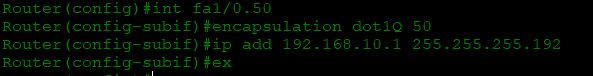 Router(config)#int fa1/0.50
Router(config-subif)#encapsulation dot1Q 50
Router(config-subif)#ip add 192.168.10.1 255.255.255.192
Router(config-subif)#ex